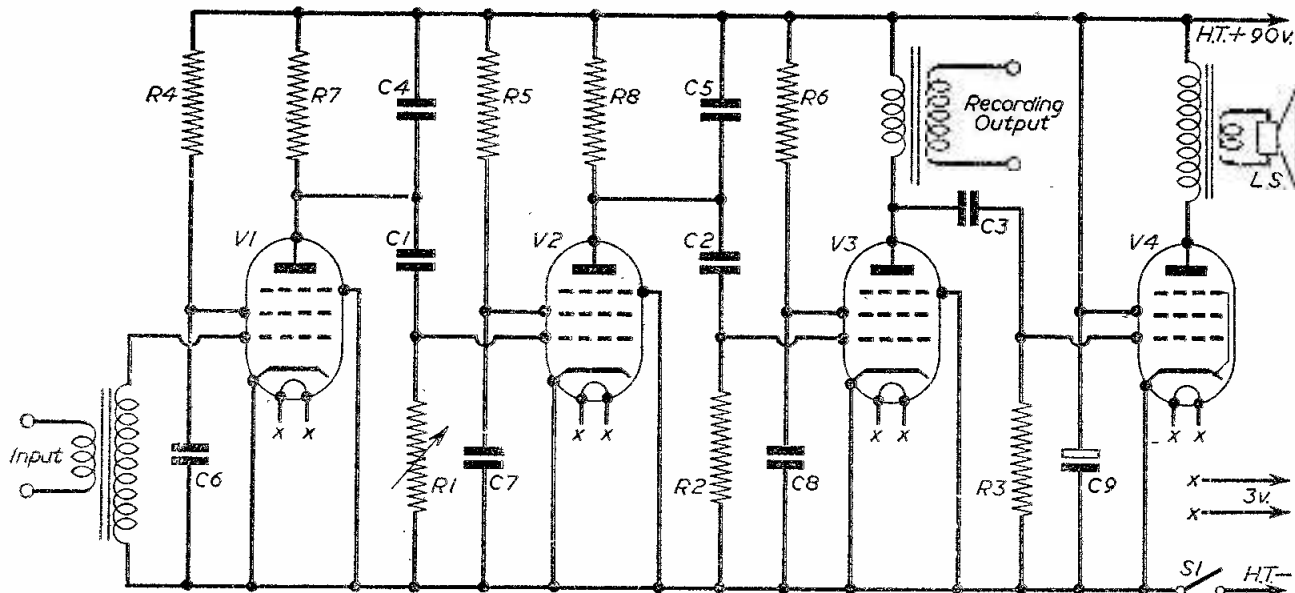 H.T.+90v.
R4
R7
C4
R5
R8
C5
R6
Recording
Output
L.S.
V1
C1
V2
C2
V3
C3
V4
Input
C6
R1
C7
R2
C8
R3
C9
x x
x x
x x
x x
x
3v.
x
S1
H.T.-